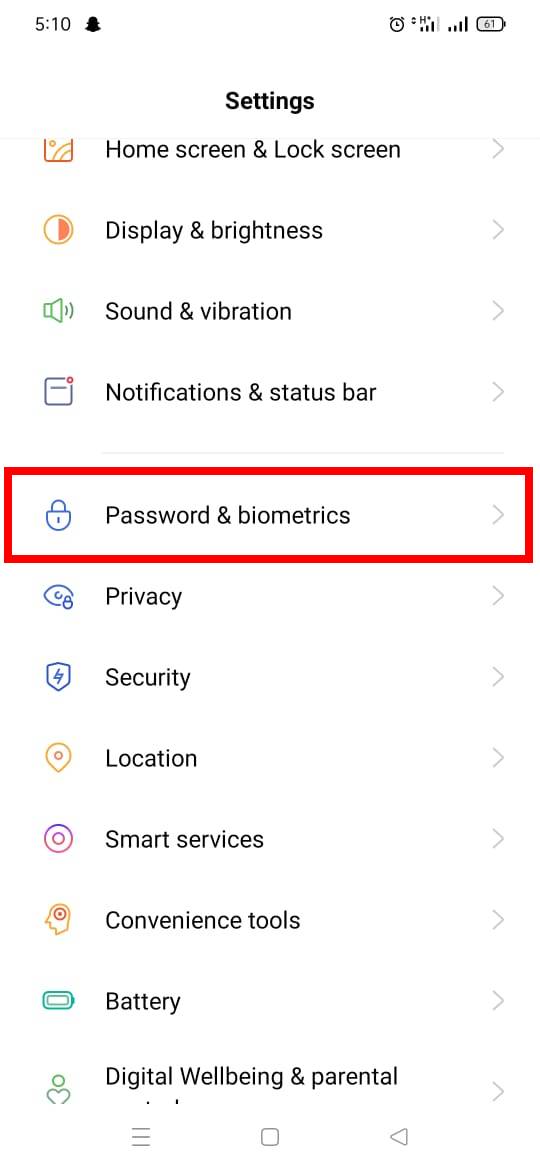 5:10
H+
61
Settings
Home screen & Lock screen
Display & brightness
Sound & vibration
Notifications & status bar
Password & biometrics
Privacy
Security
Location
Smart services
Convenience tools
Battery
Digital Wellbeing & parental